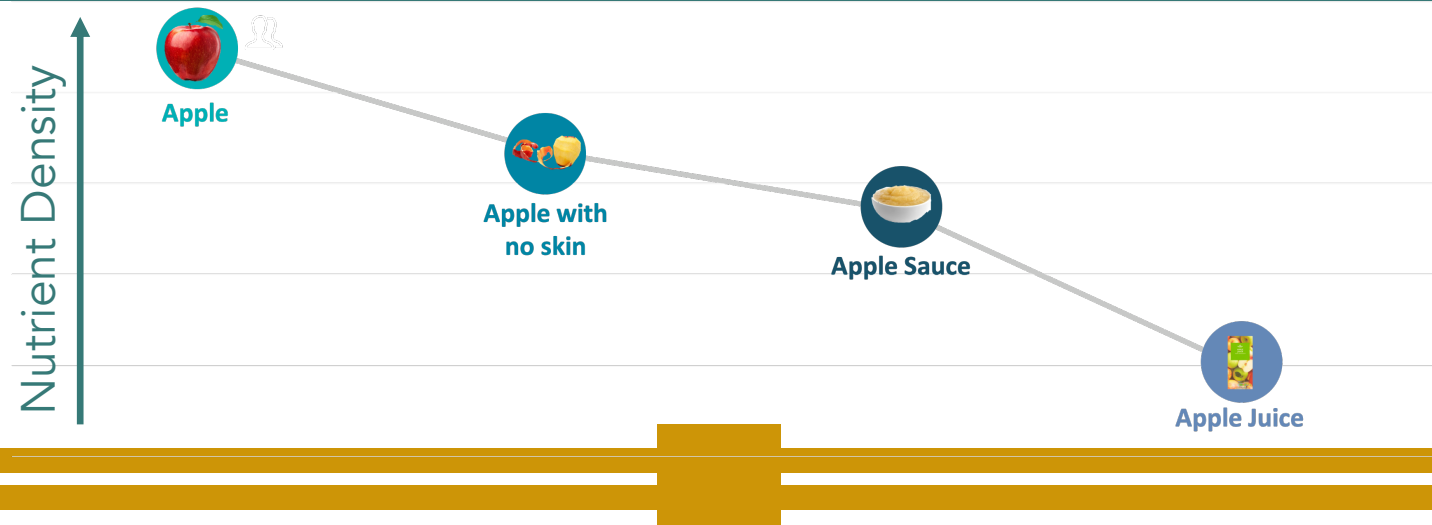 Nutrient Density
Apple
Apple with
no skin
Apple Sauce
Apple Juice